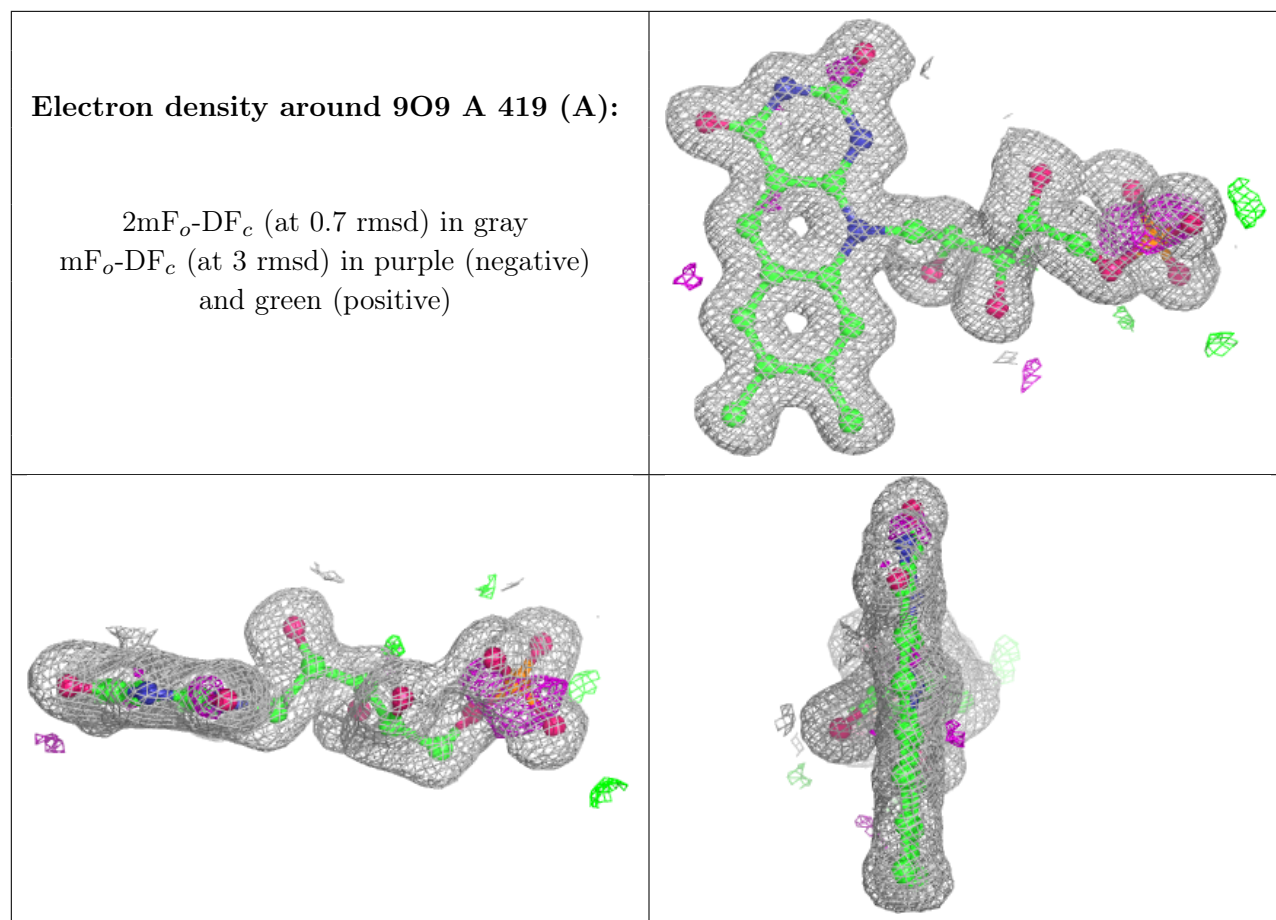 Electron density around 9O9 A 419 (A):
2mFo-DFc (at 0.7 rmsd) in gray
mFo-DFc (at 3 rmsd) in purple (negative)
and green (positive)